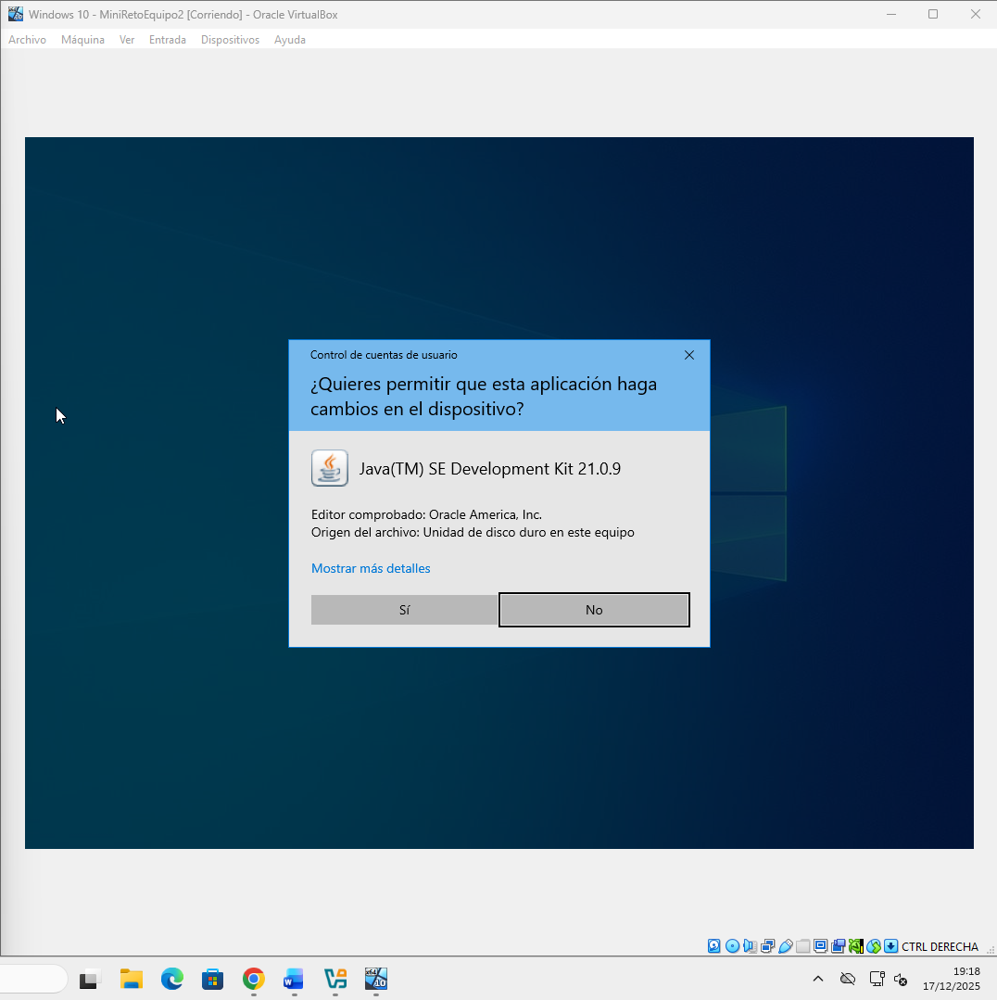 Windows 10 - MiniRetoEquipo2 [Corriendo] - Oracle VirtualBox
Archivo Máquina Ver Entrada Dispositivos Ayuda
Control de cuentas de usuario
¿Quieres permitir que esta aplicación haga
cambios en el dispositivo?
Java(TM) SE Development Kit 21.0.9
Editor comprobado: Oracle America, Inc.
Origen del archivo: Unidad de disco duro en este equipo
Mostrar más detalles
Sí No
CTRL DERECHA
19:18
17/12/2025